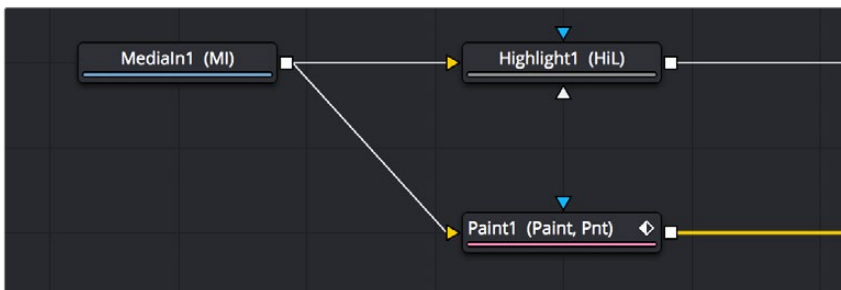 MediaIn1 (MI)
Highlight1 (HiL)
Paint1 (Paint, Pnt)